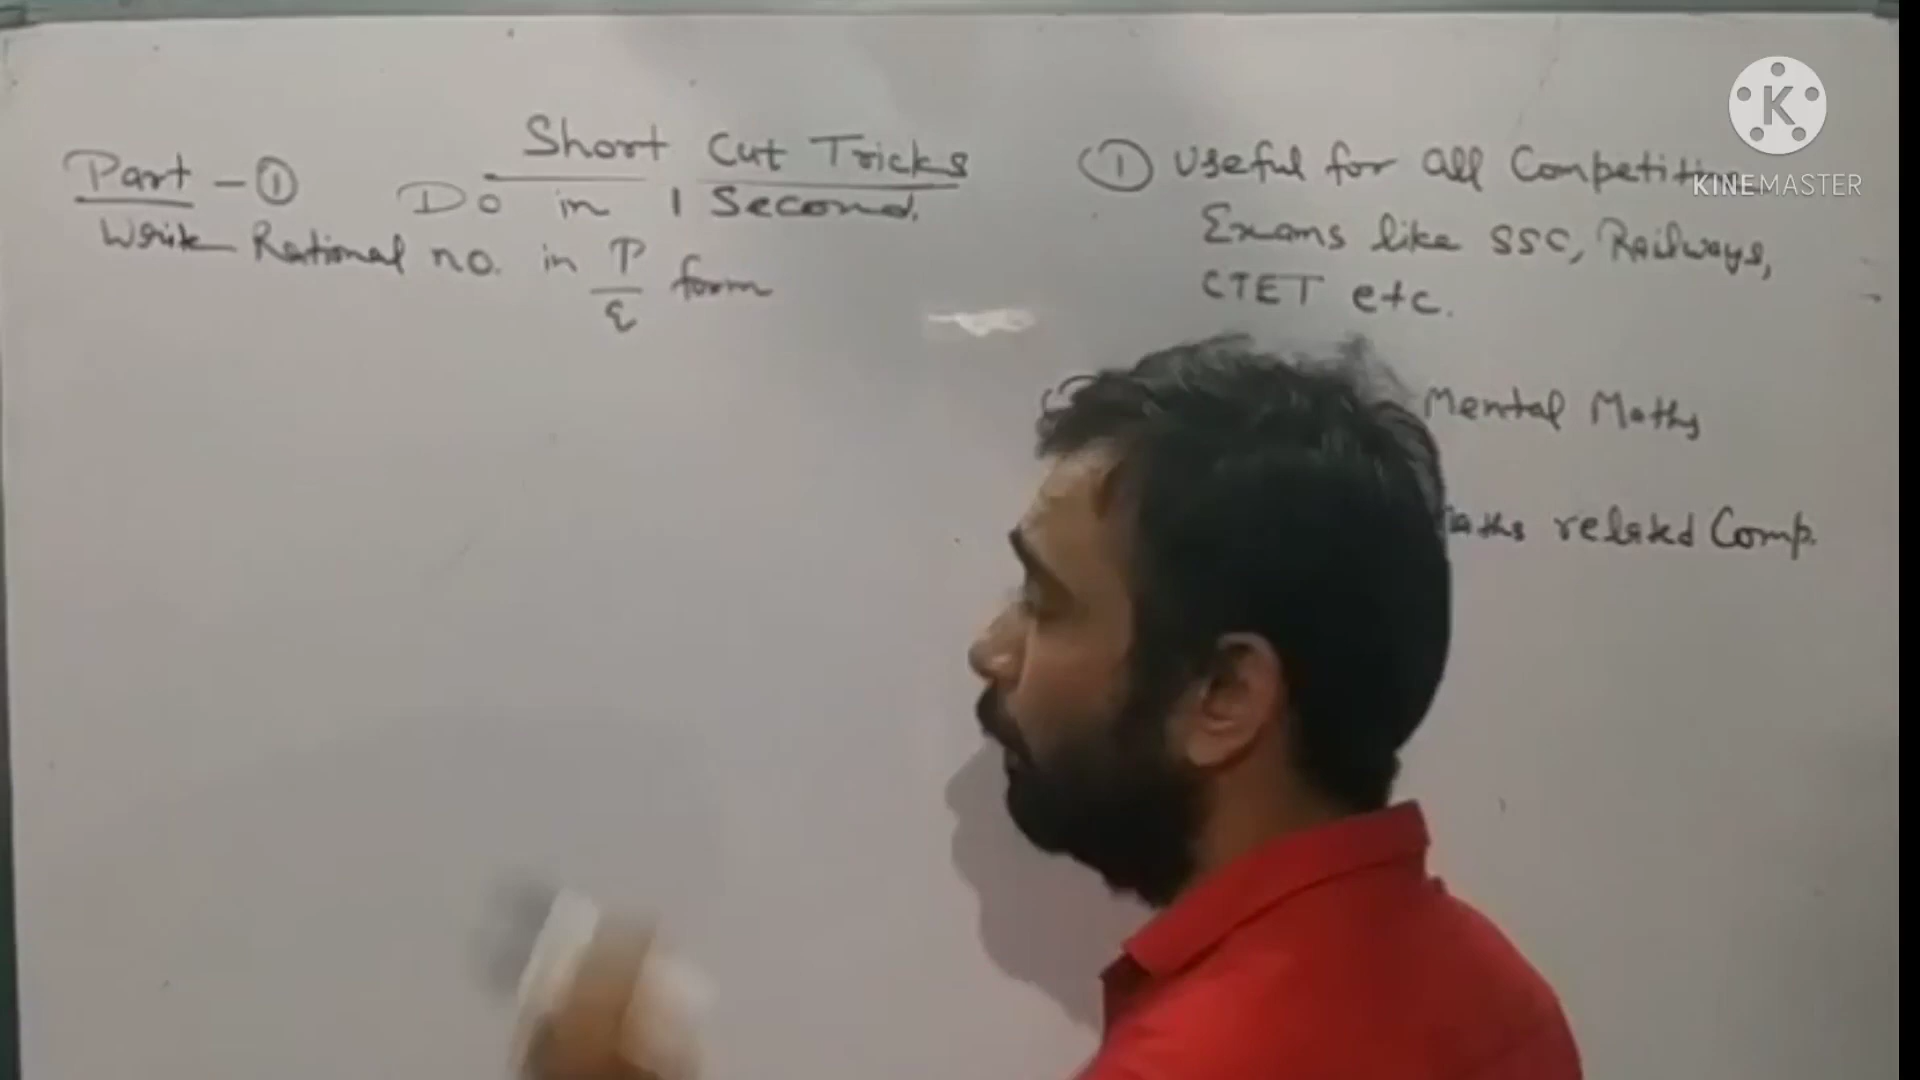 Short Cut Tricks
Part - ①
Do in 1 Second.
Write Rational no. in P/q form
① Useful for all Competition
Exams like SSC, Railways,
CTET etc.
Mental Maths
related Comp.
K
KINEMASTER